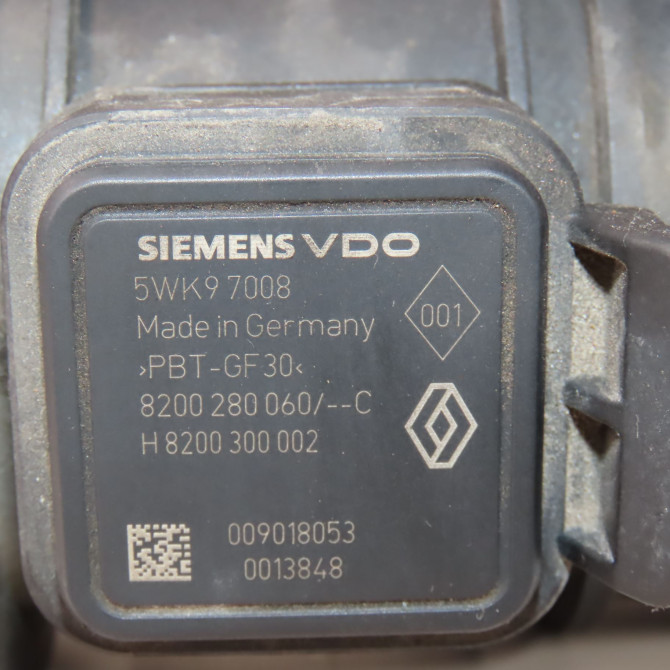 SIEMENS VDO
5WK9 7008
001
Made in Germany
>PBT-GF30<
8200 280 060/--C
H 8200 300 002
009018053
0013848